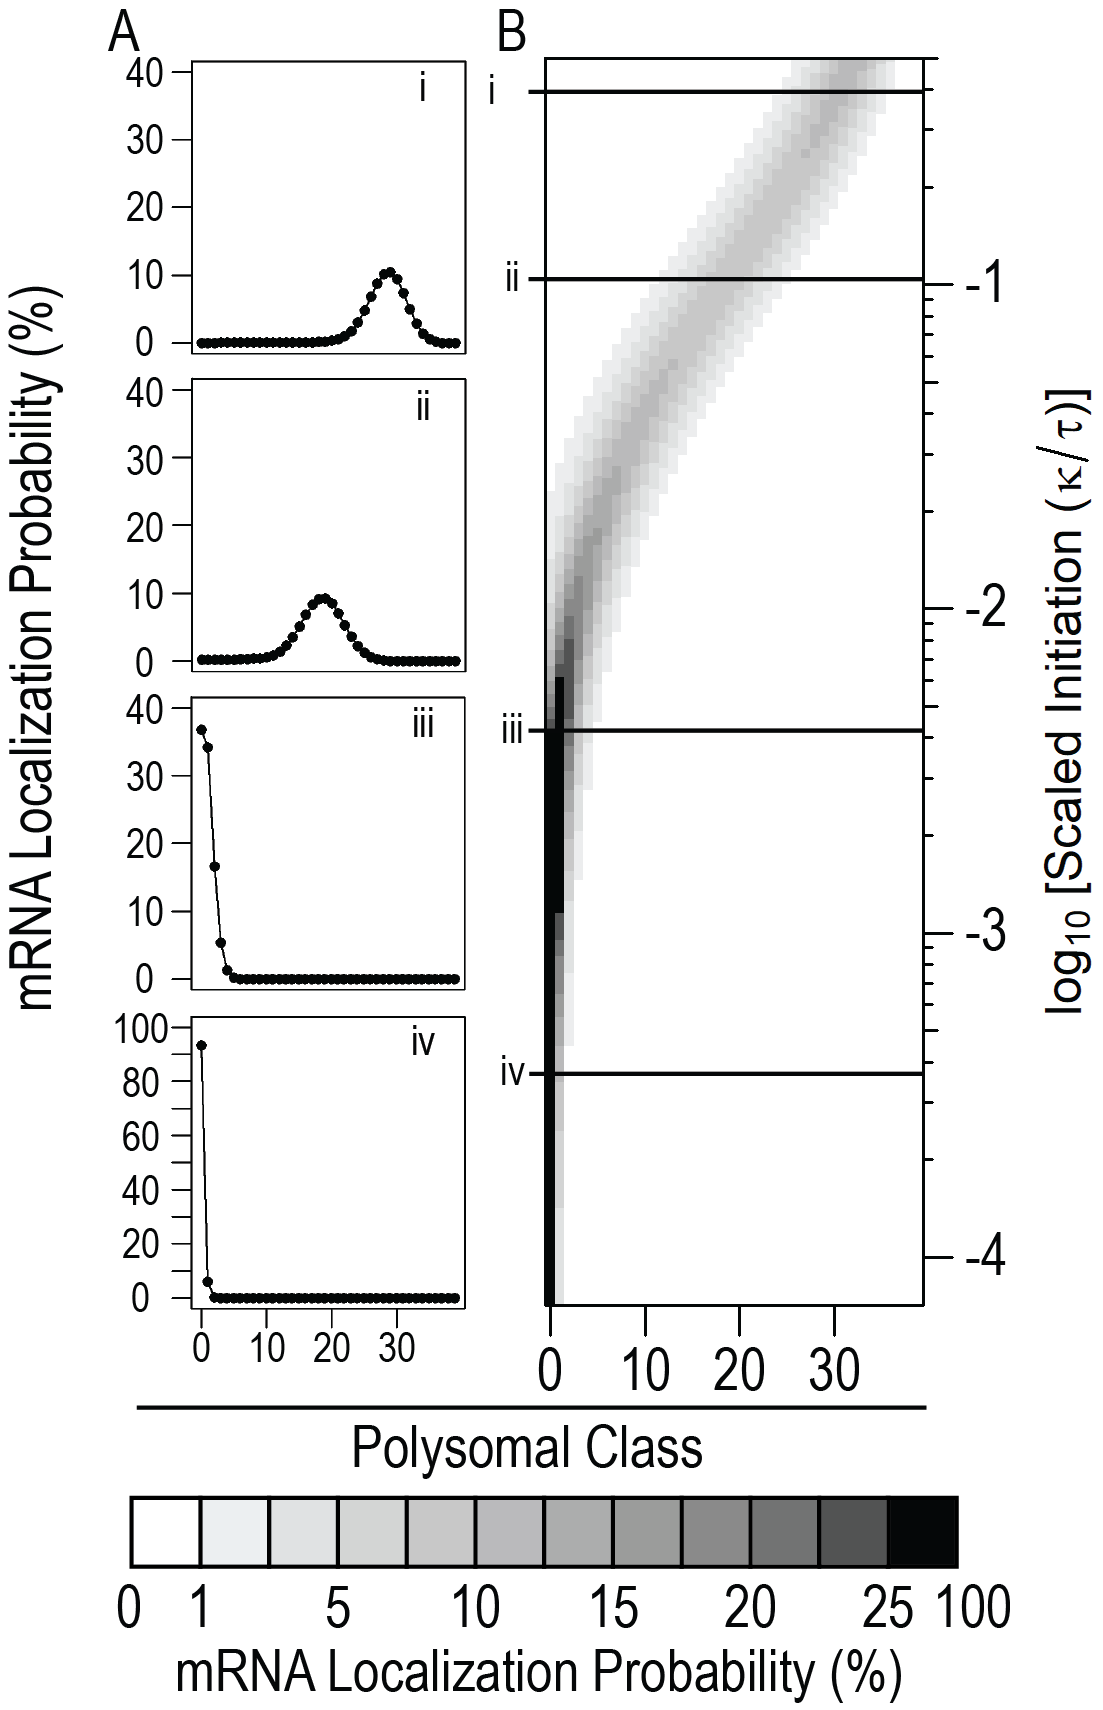 A
B
mRNA Localization Probability (%)
40
30
20
10
0
i
40
30
20
10
0
ii
40
30
20
10
0
iii
100
80
60
40
20
0
iv
0 10 20 30
i
ii
iii
iv
-1
-2
-3
-4
log10 [Scaled Initiation (κ/τ)]
0 10 20 30
Polysomal Class
0 1 5 10 15 20 25 100
mRNA Localization Probability (%)